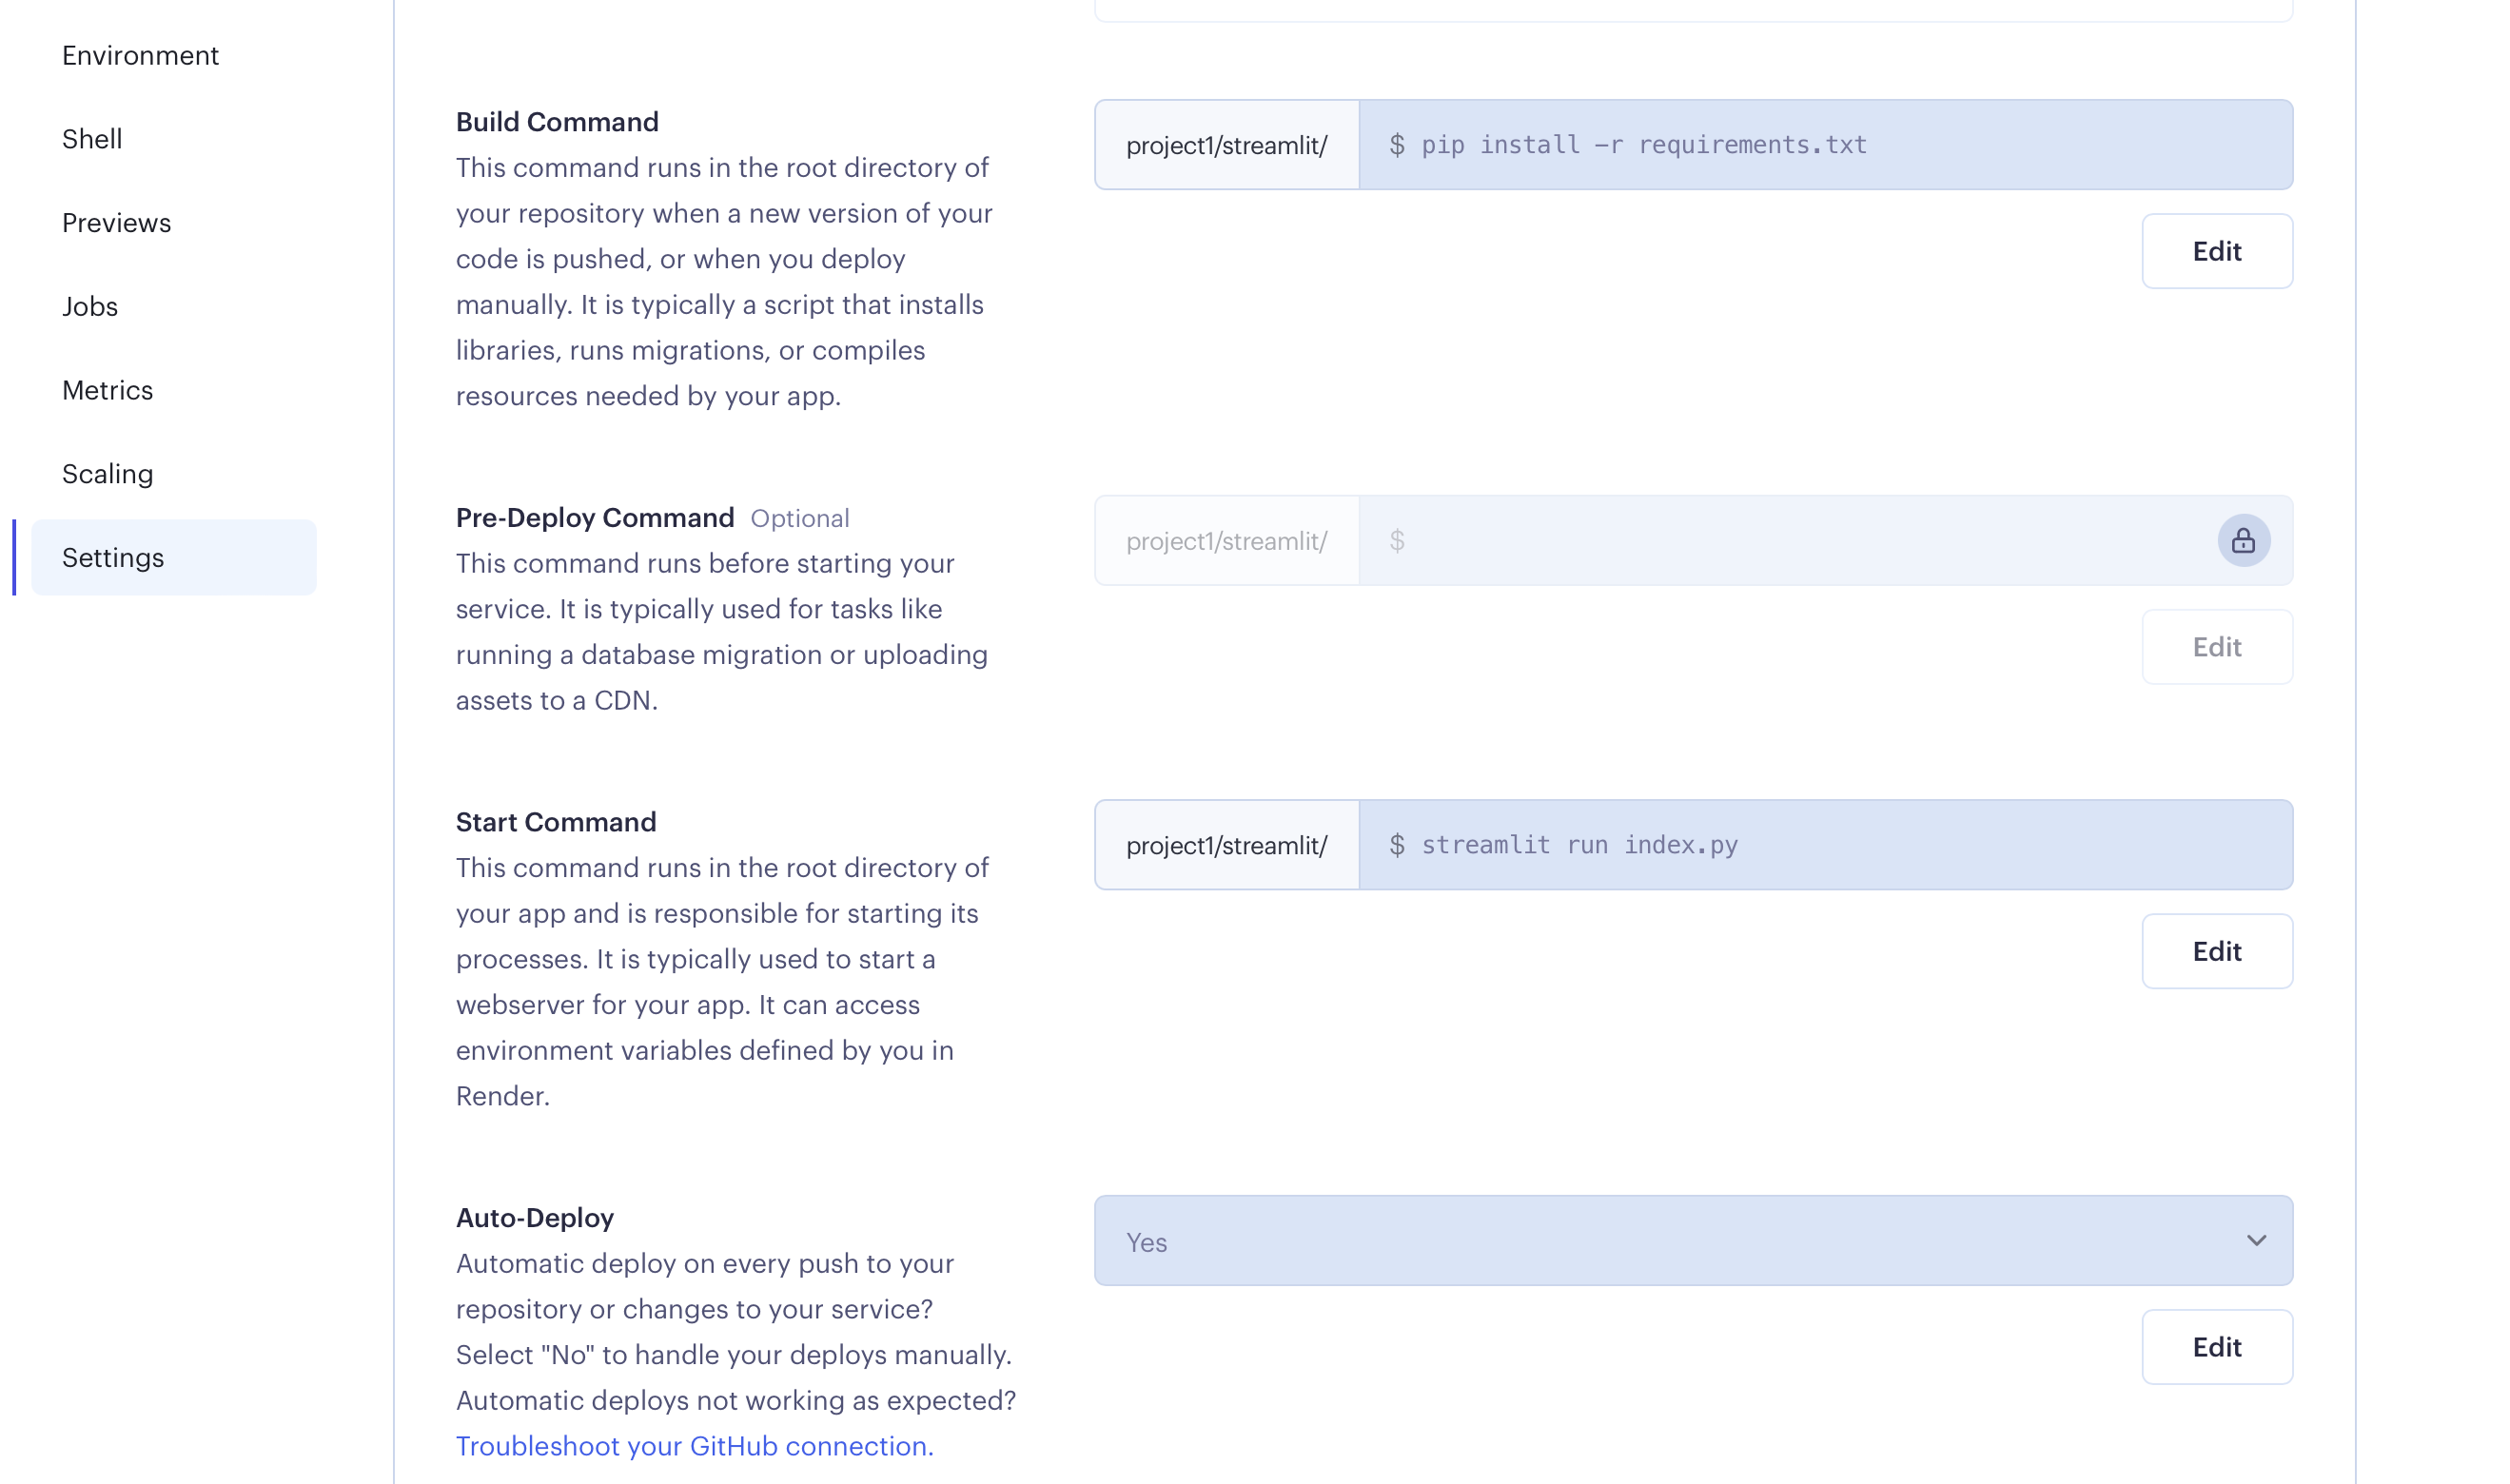 Environment
Shell
Previews
Jobs
Metrics
Scaling
Settings
Build Command
This command runs in the root directory of
your repository when a new version of your
code is pushed, or when you deploy
manually. It is typically a script that installs
libraries, runs migrations, or compiles
resources needed by your app.
project1/streamlit/ $ pip install -r requirements.txt
Edit
Pre-Deploy Command Optional
This command runs before starting your
service. It is typically used for tasks like
running a database migration or uploading
assets to a CDN.
project1/streamlit/ $
Edit
Start Command
This command runs in the root directory of
your app and is responsible for starting its
processes. It is typically used to start a
webserver for your app. It can access
environment variables defined by you in
Render.
project1/streamlit/ $ streamlit run index.py
Edit
Auto-Deploy
Automatic deploy on every push to your
repository or changes to your service?
Select "No" to handle your deploys manually.
Automatic deploys not working as expected?
Troubleshoot your GitHub connection.
Yes
Edit